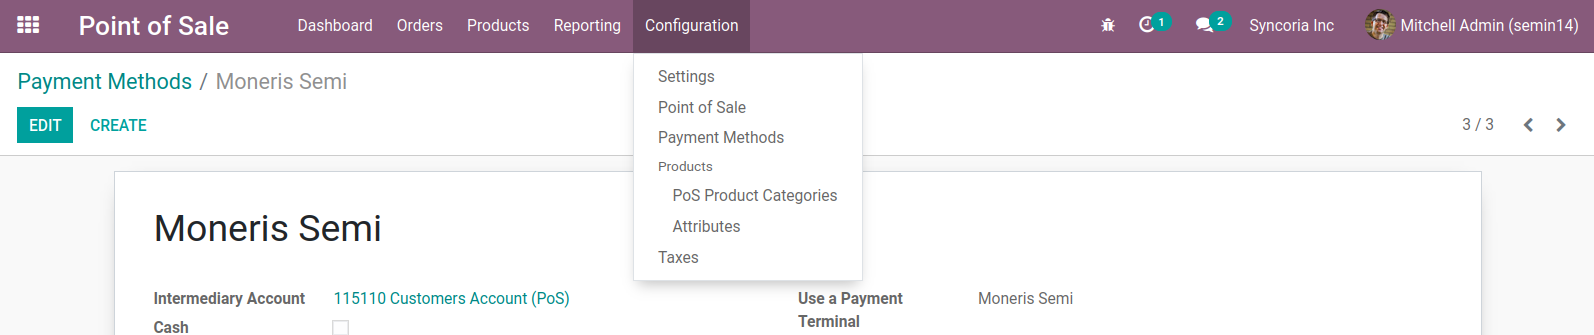 Point of Sale Dashboard Orders Products Reporting Configuration 1 2 Syncoria Inc Mitchell Admin (semin14)
Payment Methods / Moneris Semi
EDIT CREATE 3 / 3
Settings
Point of Sale
Payment Methods
Products
PoS Product Categories
Attributes
Taxes
Moneris Semi
Intermediary Account 115110 Customers Account (PoS)
Cash
Use a Payment Terminal Moneris Semi